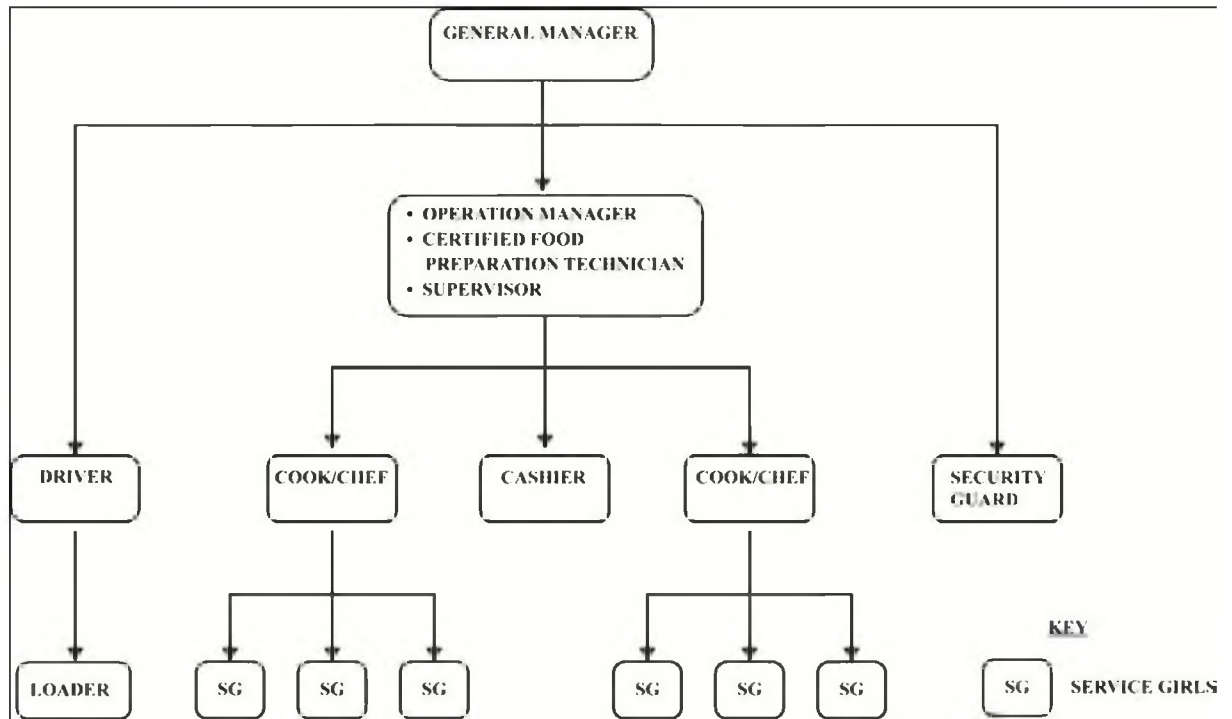 GENERAL MANAGER
• OPERATION MANAGER
• CERTIFIED FOOD
PREPARATION TECHNICIAN
• SUPERVISOR
DRIVER
COOK/CHEF
CASHIER
COOK/CHEF
SECURITY
GUARD
LOADER
SG
SG
SG
SG
SG
SG
KEY
SG
SERVICE GIRLS